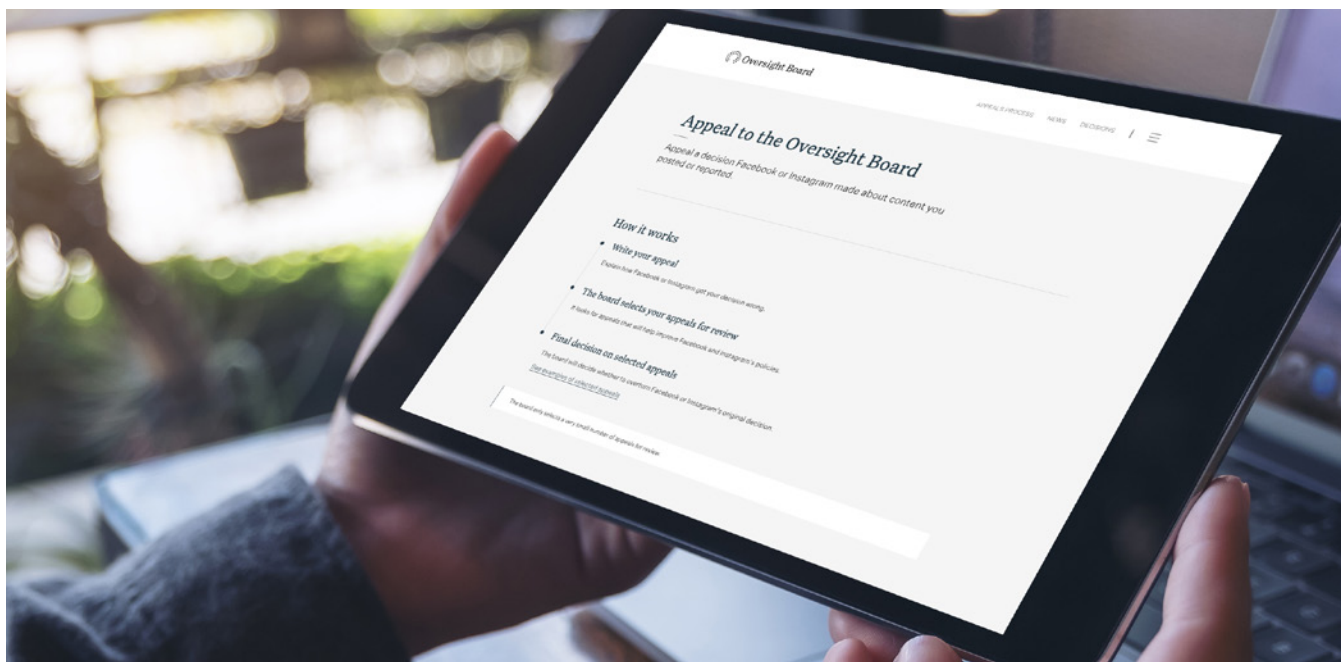 Oversight Board
APPEALS PROCESS NEWS DECISIONS
Appeal to the Oversight Board
Appeal a decision Facebook or Instagram made about content you
posted or reported.
How it works
Write your appeal
Explain how Facebook or Instagram got your decision wrong.
The board selects your appeals for review
It looks for appeals that will help improve Facebook and Instagram's policies.
Final decision on selected appeals
The board will decide whether to overturn Facebook or Instagram's original decision.
See examples of selected appeals
The board only selects a very small number of appeals for review